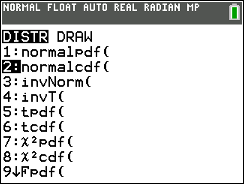 NORMAL FLOAT AUTO REAL RADIAN MP
DISTR DRAW
1:normalpdf(
2:normalcdf(
3:invNorm(
4:invT(
5:tpdf(
6:tcdf(
7:χ²pdf(
8:χ²cdf(
9↓Fpdf(